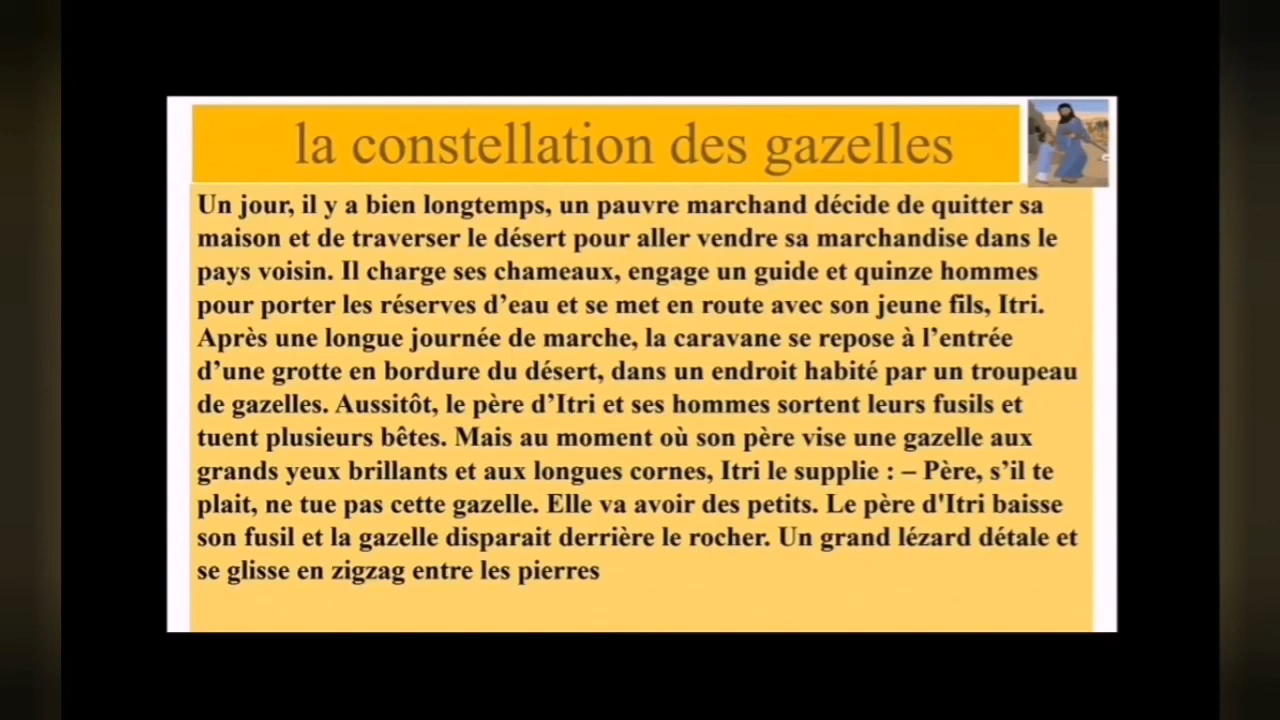 la constellation des gazelles
Un jour, il y a bien longtemps, un pauvre marchand décide de quitter sa
maison et de traverser le désert pour aller vendre sa marchandise dans le
pays voisin. Il charge ses chameaux, engage un guide et quinze hommes
pour porter les réserves d’eau et se met en route avec son jeune fils, Itri.
Après une longue journée de marche, la caravane se repose à l’entrée
d’une grotte en bordure du désert, dans un endroit habité par un troupeau
de gazelles. Aussitôt, le père d’Itri et ses hommes sortent leurs fusils et
tuent plusieurs bêtes. Mais au moment où son père vise une gazelle aux
grands yeux brillants et aux longues cornes, Itri le supplie : – Père, s’il te
plait, ne tue pas cette gazelle. Elle va avoir des petits. Le père d'Itri baisse
son fusil et la gazelle disparait derrière le rocher. Un grand lézard détale et
se glisse en zigzag entre les pierres